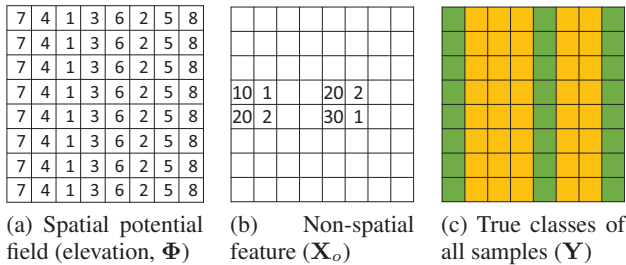 7 4 1 3 6 2 5 8
7 4 1 3 6 2 5 8
7 4 1 3 6 2 5 8
7 4 1 3 6 2 5 8
7 4 1 3 6 2 5 8
7 4 1 3 6 2 5 8
7 4 1 3 6 2 5 8
7 4 1 3 6 2 5 8
10 1 20 2
20 2 30 1
(a) Spatial potential
field (elevation, Φ)
(b) Non-spatial
feature (Xₒ)
(c) True classes of
all samples (Y)